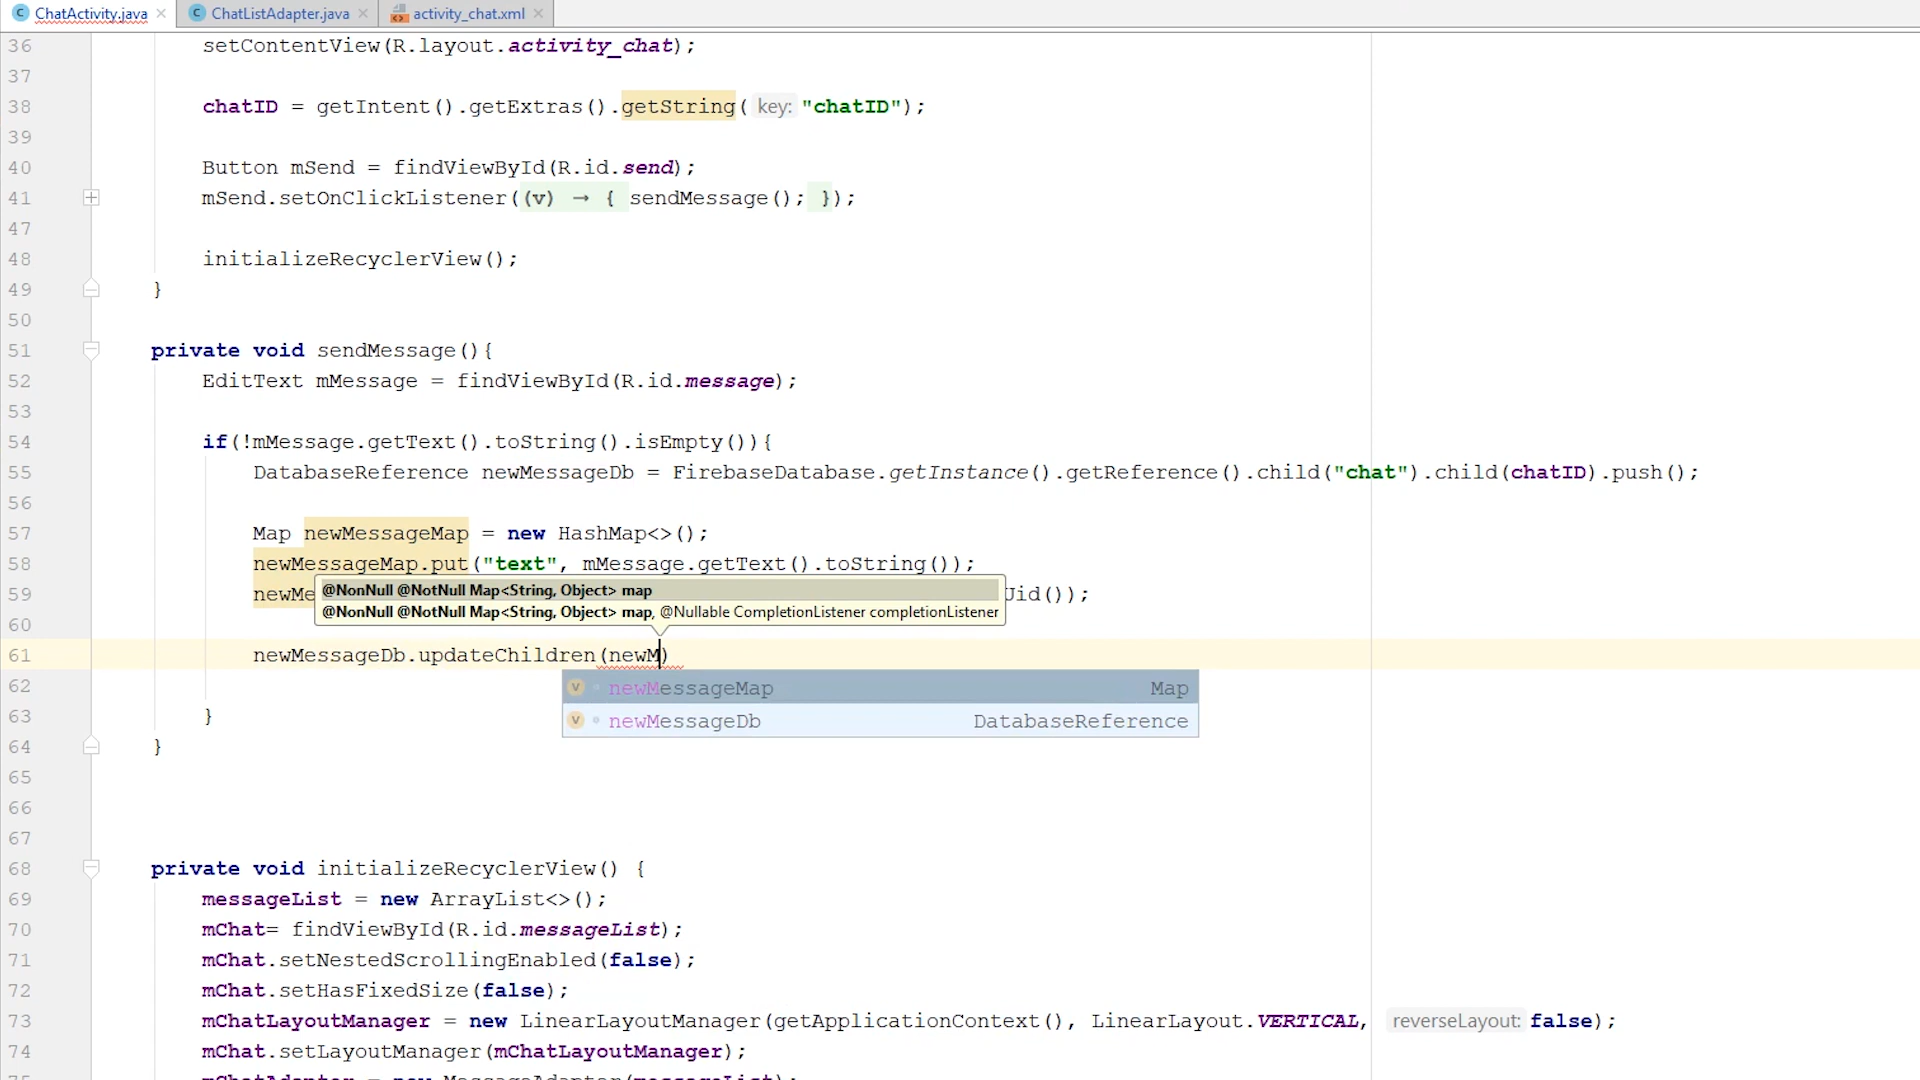 ChatActivity.java ChatListAdapter.java activity_chat.xml
36 setContentView(R.layout.activity_chat);
37
38 chatID = getIntent().getExtras().getString( key: "chatID");
39
40 Button mSend = findViewById(R.id.send);
41 mSend.setOnClickListener((v) → { sendMessage(); });
47
48 initializeRecyclerView();
49 }
50
51 private void sendMessage(){
52 EditText mMessage = findViewById(R.id.message);
53
54 if(!mMessage.getText().toString().isEmpty()){
55 DatabaseReference newMessageDb = FirebaseDatabase.getInstance().getReference().child("chat").child(chatID).push();
56
57 Map newMessageMap = new HashMap<>();
58 newMessageMap.put("text", mMessage.getText().toString());
@NonNull @NotNull Map<String, Object> map
59 newMe Uid());
@NonNull @NotNull Map<String, Object> map, @Nullable CompletionListener completionListener
60
61 newMessageDb.updateChildren(newM)
62 newMessageMap Map
newMessageDb DatabaseReference
63 }
64 }
65
66
67
68 private void initializeRecyclerView() {
69 messageList = new ArrayList<>();
70 mChat= findViewById(R.id.messageList);
71 mChat.setNestedScrollingEnabled(false);
72 mChat.setHasFixedSize(false);
73 mChatLayoutManager = new LinearLayoutManager(getApplicationContext(), LinearLayout.VERTICAL, reverseLayout: false);
74 mChat.setLayoutManager(mChatLayoutManager);
75 mChatAdapter = new MessageAdapter(messageList);